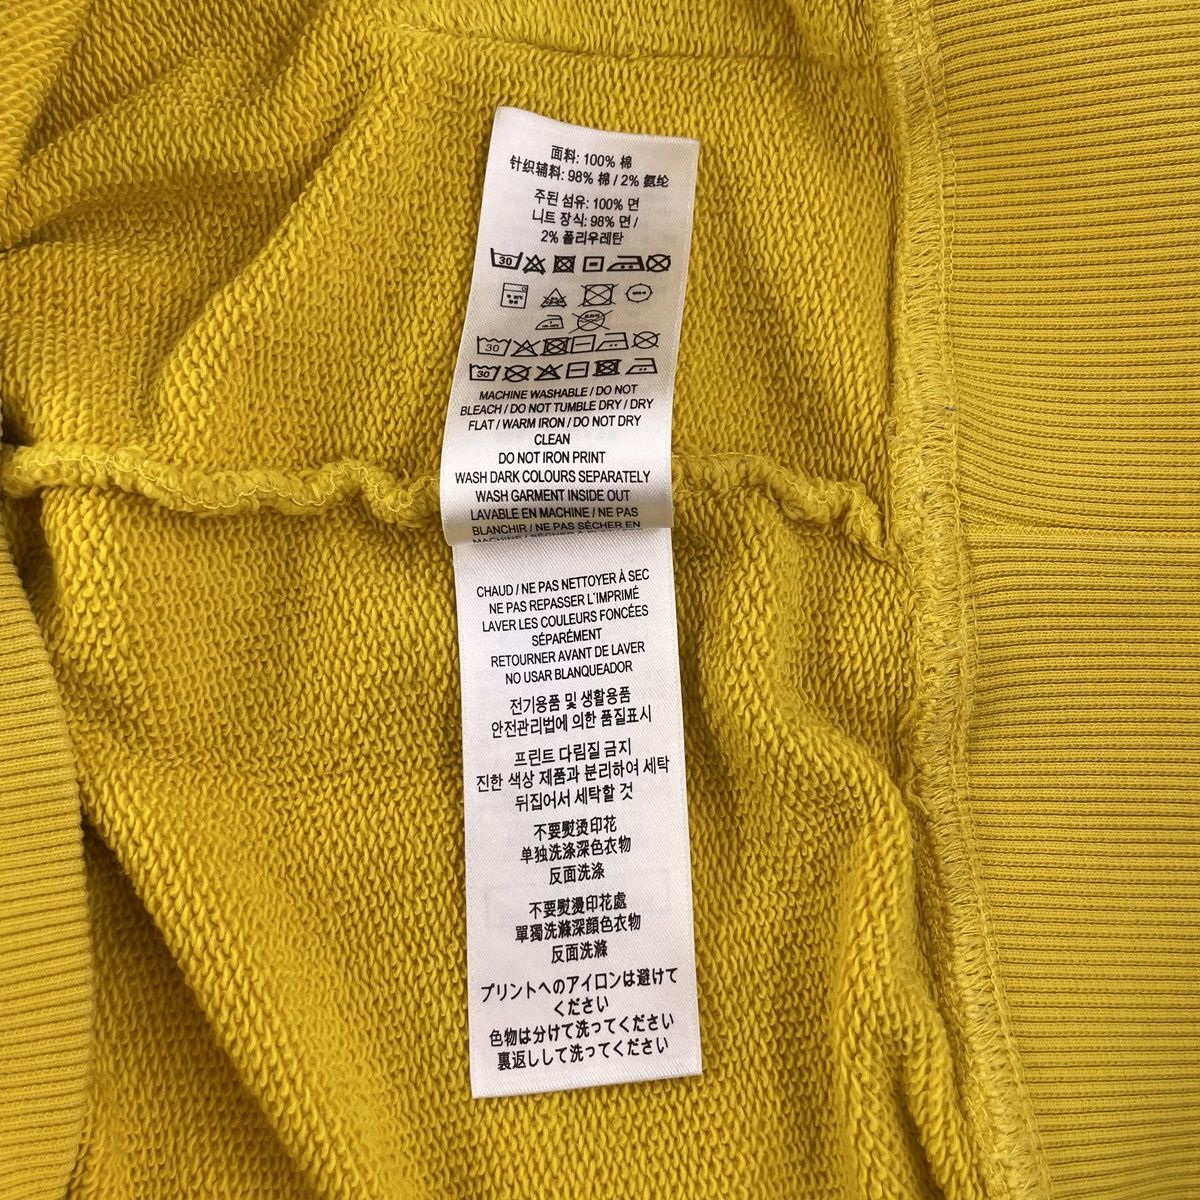 面料: 100% 棉
针织辅料: 98% 棉 / 2% 氨纶
주된 섬유: 100% 면
니트 장식: 98% 면 /
2% 폴리우레탄
30
30
30
MACHINE WASHABLE / DO NOT
BLEACH / DO NOT TUMBLE DRY / DRY
FLAT / WARM IRON / DO NOT DRY
CLEAN
DO NOT IRON PRINT
WASH DARK COLOURS SEPARATELY
WASH GARMENT INSIDE OUT
LAVABLE EN MACHINE / NE PAS
BLANCHIR / NE PAS SÉCHER EN
CHAUD / NE PAS NETTOYER À SEC
NE PAS REPASSER L´IMPRIMÉ
LAVER LES COULEURS FONCÉES
SÉPARÉMENT
RETOURNER AVANT DE LAVER
NO USAR BLANQUEADOR
전기용품 및 생활용품
안전관리법에 의한 품질표시
프린트 다림질 금지
진한 색상 제품과 분리하여 세탁
뒤집어서 세탁할 것
不要熨烫印花
单独洗涤深色衣物
反面洗涤
不要熨燙印花處
單獨洗滌深顏色衣物
反面洗滌
プリントへのアイロンは避けて
ください
色物は分けて洗ってください
裏返しして洗ってください